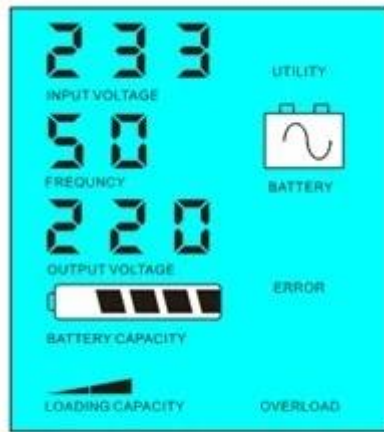 233
INPUT VOLTAGE
UTILITY
50
FREQUNCY
BATTERY
220
OUTPUT VOLTAGE
ERROR
BATTERY CAPACITY
LOADING CAPACITY
OVERLOAD